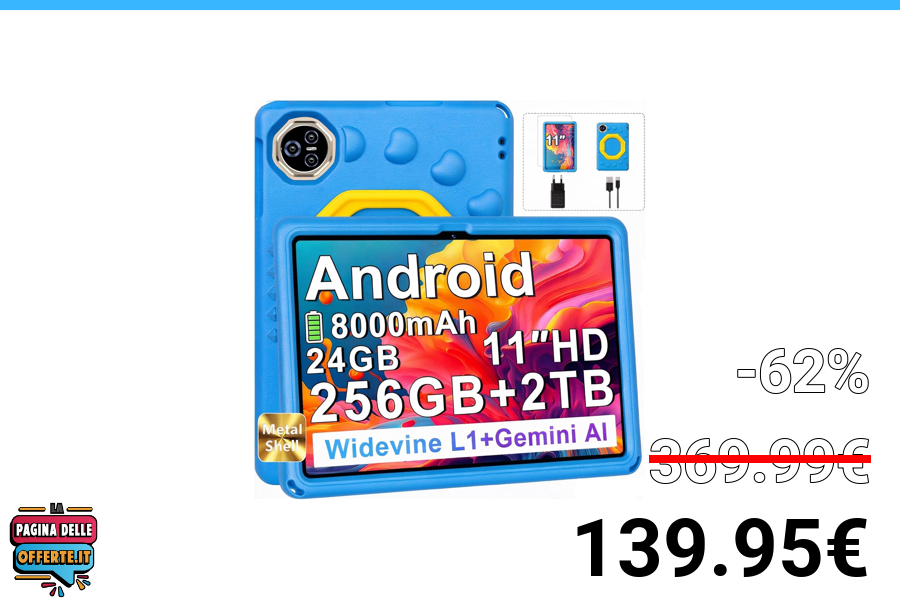 11"
Android
8000mAh
24GB
11"HD
256GB+2TB
Metal
Shell
Widevine L1+Gemini AI
-62%
369.99€
139.95€
LA
PAGINA DELLE
OFFERTE.IT